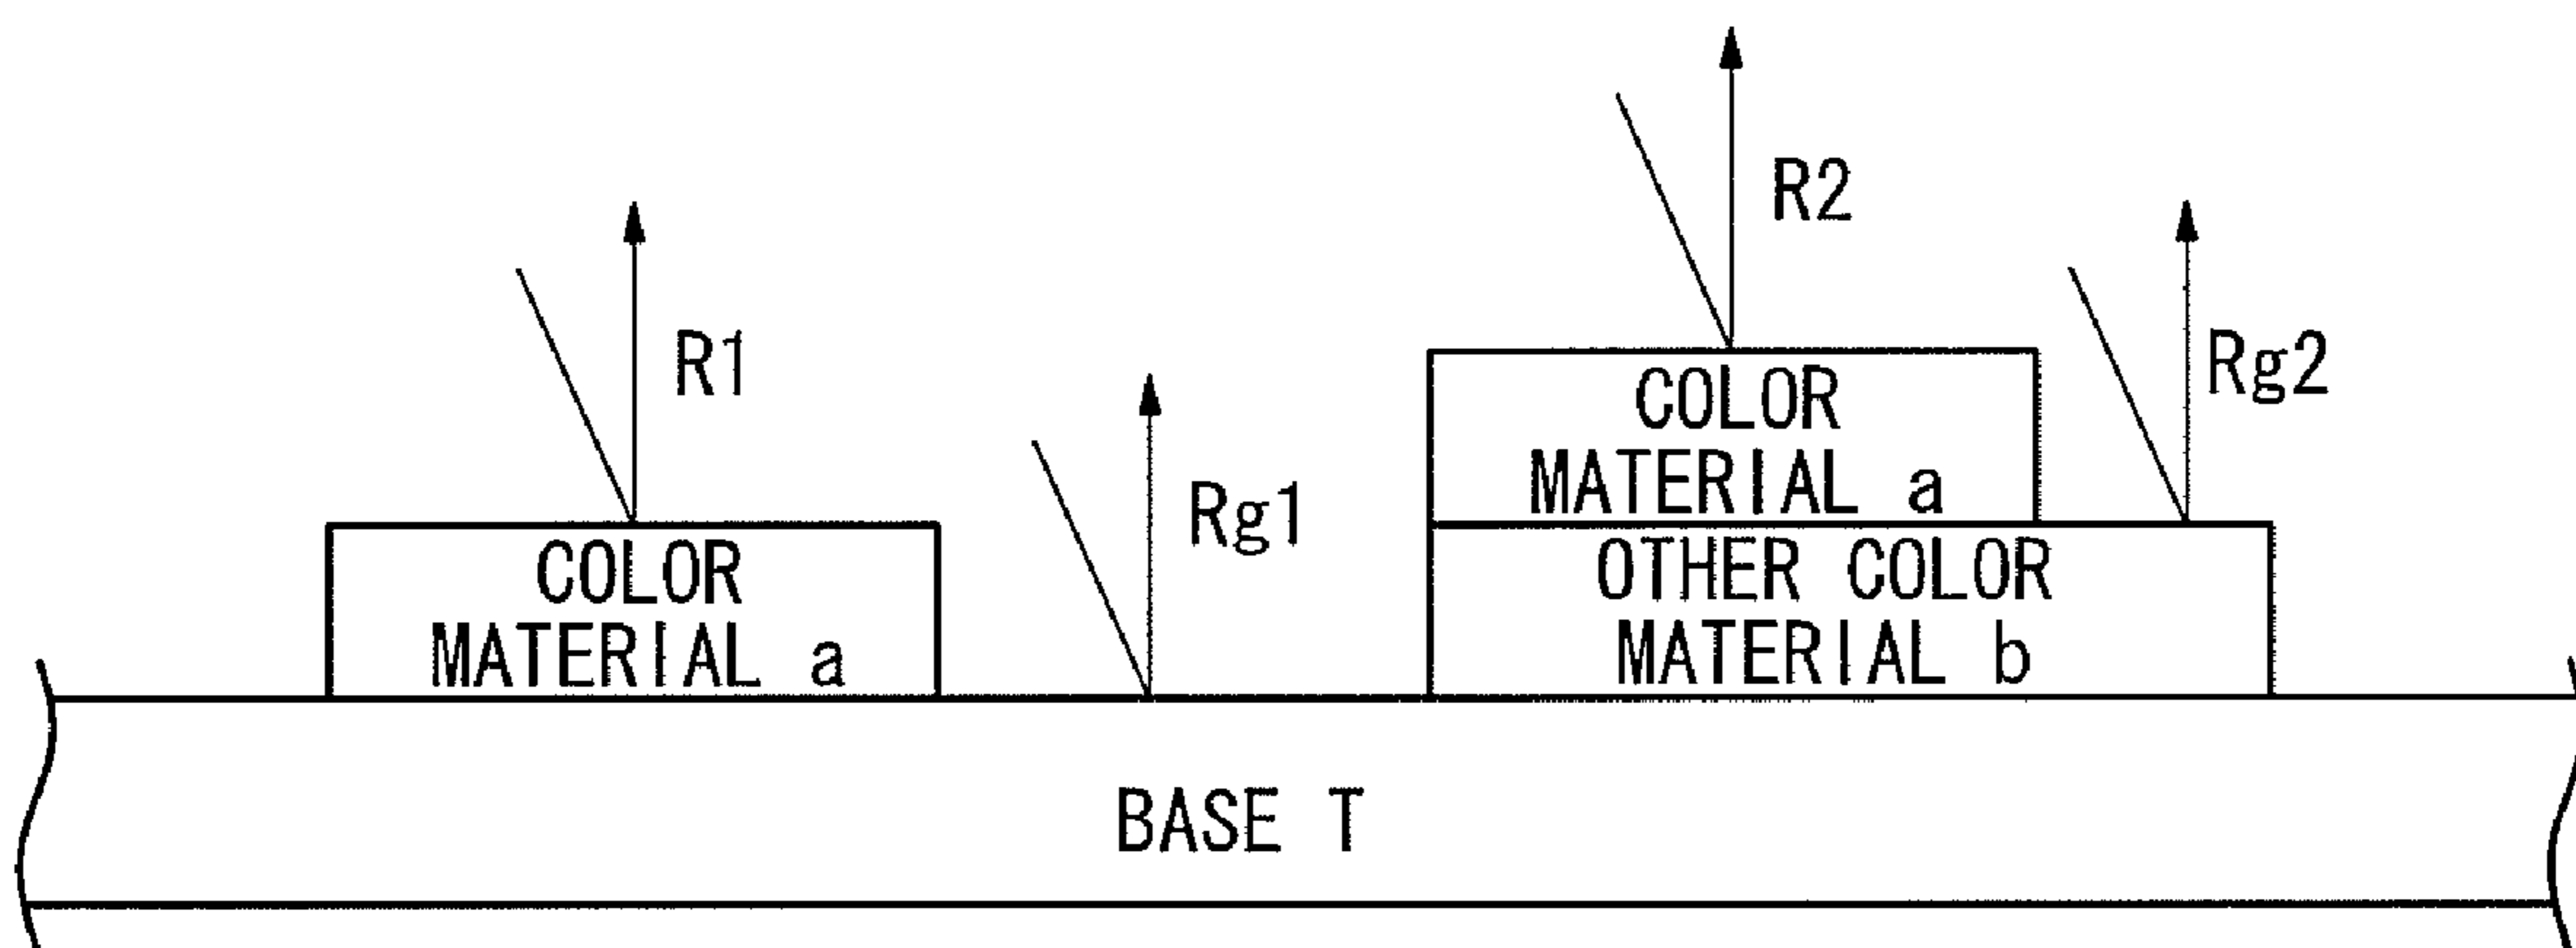 R2
R1
Rg2
Rg1
COLOR
MATERIAL a
COLOR
MATERIAL a
OTHER COLOR
MATERIAL b
BASE T